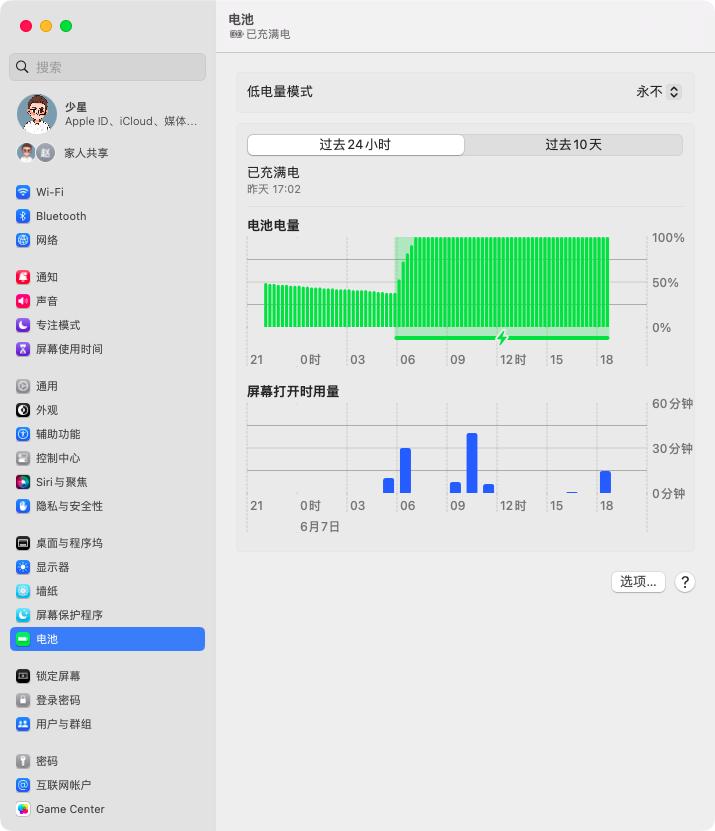 搜索
少星
Apple ID、iCloud、媒体...
赵
家人共享
Wi-Fi
Bluetooth
网络
通知
声音
专注模式
屏幕使用时间
通用
外观
辅助功能
控制中心
Siri与聚焦
隐私与安全性
桌面与程序坞
显示器
墙纸
屏幕保护程序
电池
锁定屏幕
登录密码
用户与群组
密码
互联网帐户
Game Center
电池
已充满电
低电量模式
永不
过去24小时
过去10天
已充满电
昨天 17:02
电池电量
100%
50%
0%
21 0时 03 06 09 12时 15 18
屏幕打开时用量
60分钟
30分钟
0分钟
21 0时 03 06 09 12时 15 18
6月7日
选项... ?